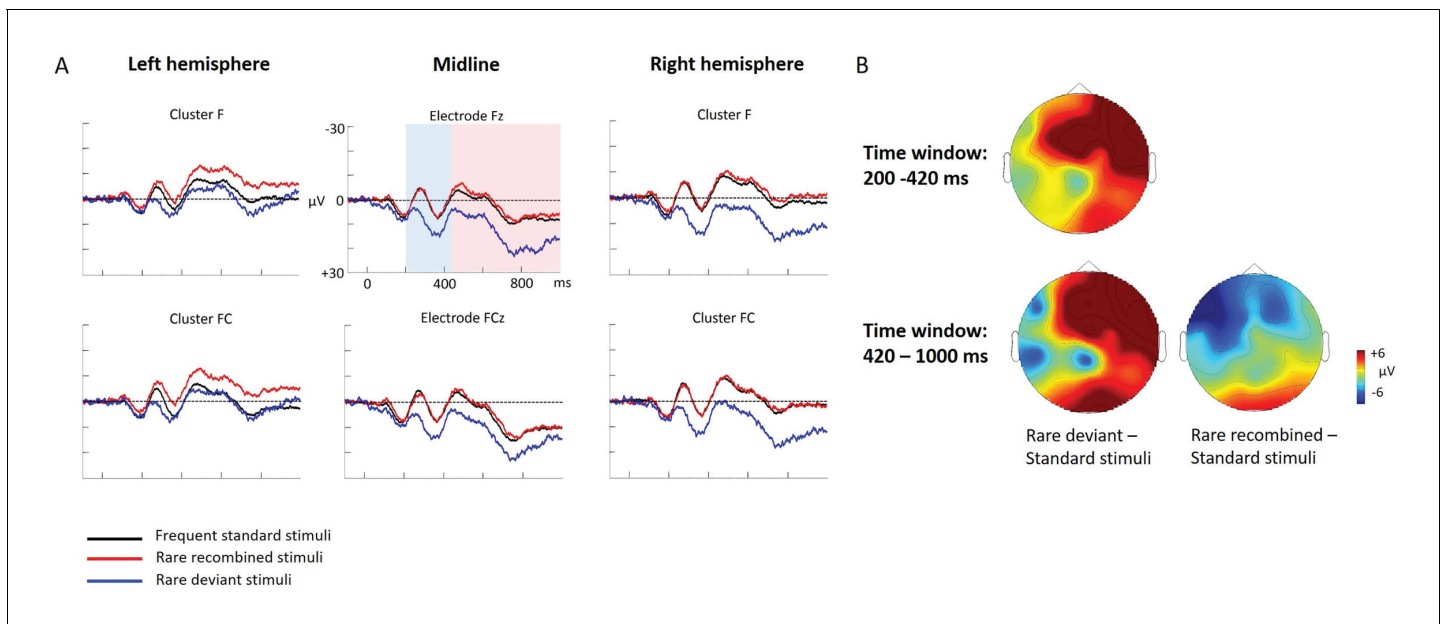 A
Left hemisphere
Midline
Right hemisphere
B
Cluster F
Electrode Fz
Cluster F
-30
μV
0
+30
0
400
800
ms
Cluster FC
Electrode FCz
Cluster FC
Frequent standard stimuli
Rare recombined stimuli
Rare deviant stimuli
Time window:
200 -420 ms
Time window:
420 – 1000 ms
+6
μV
-6
Rare deviant –
Standard stimuli
Rare recombined –
Standard stimuli